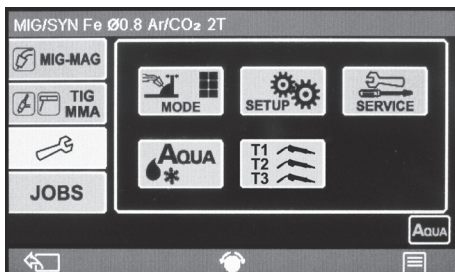 MIG/SYN Fe Ø0.8 Ar/CO₂ 2T
MIG-MAG
TIG
MMA
JOBS
MODE
SETUP
SERVICE
AQUA
T1
T2
T3
AQUA